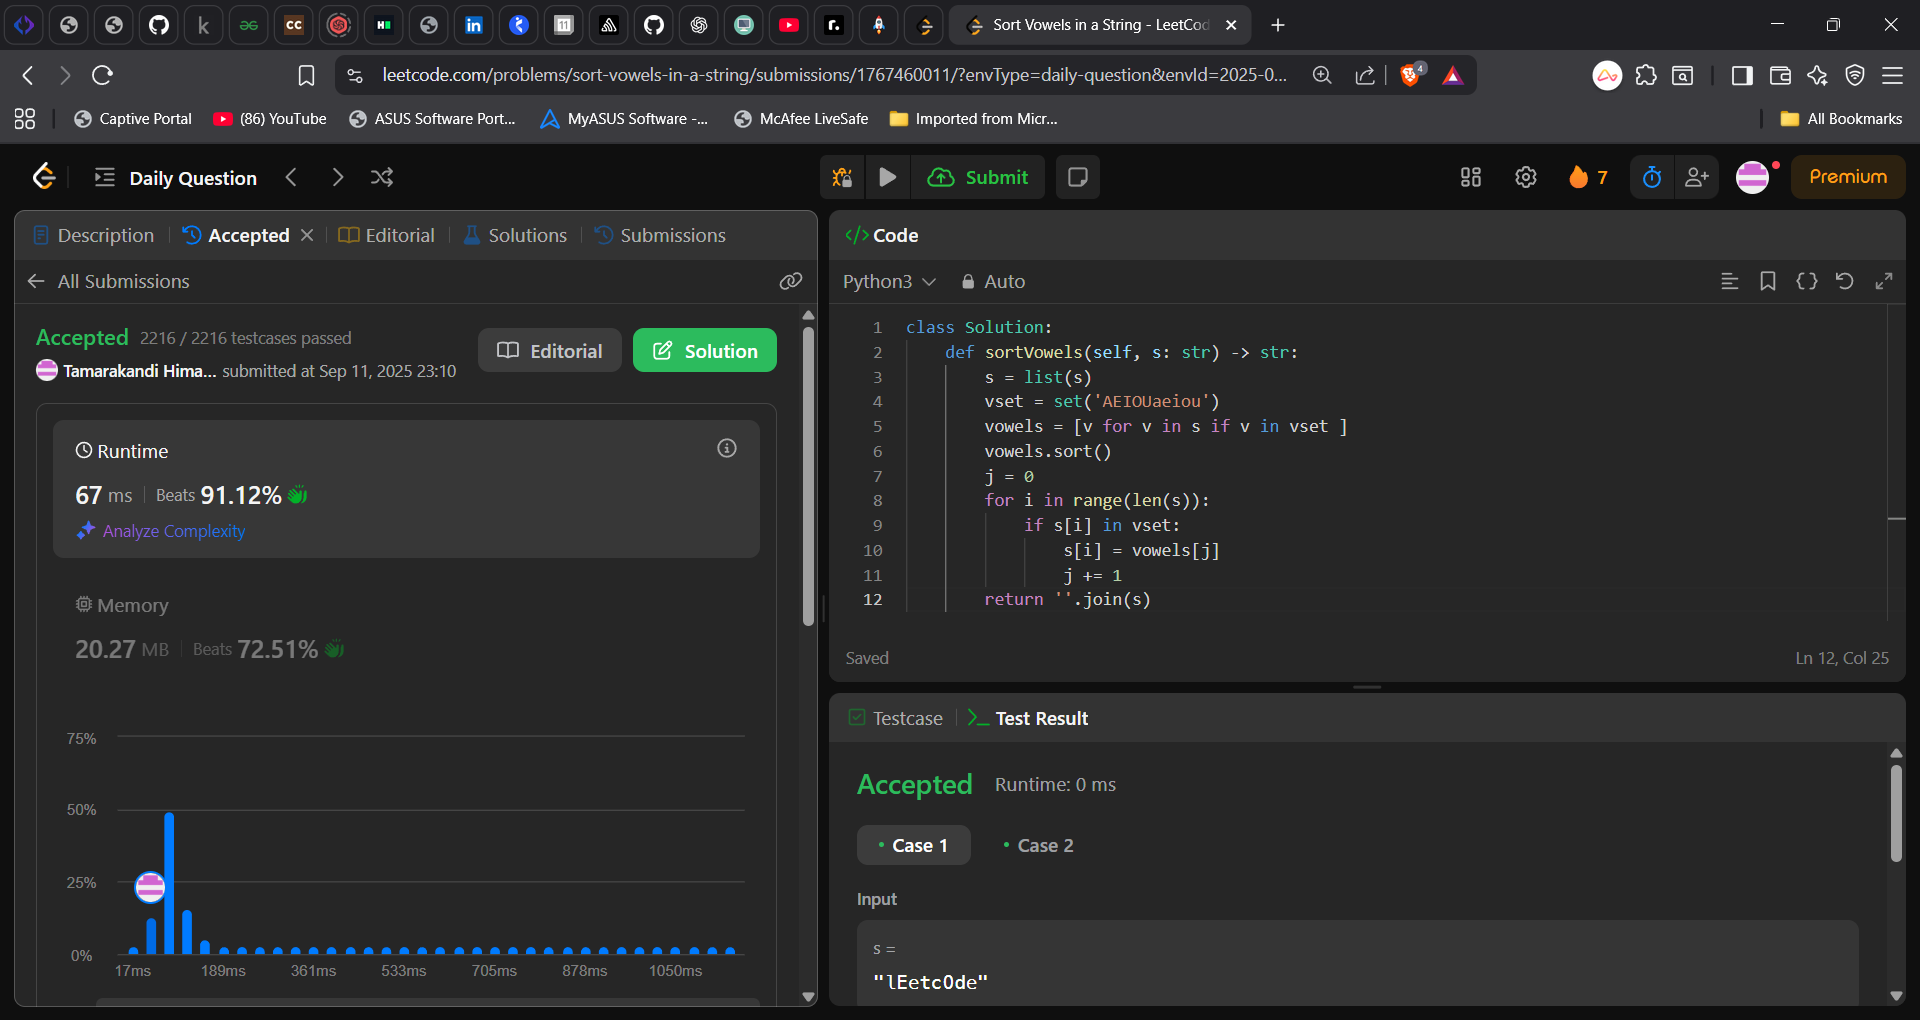 Sort Vowels in a String - LeetCod
leetcode.com/problems/sort-vowels-in-a-string/submissions/1767460011/?envType=daily-question&envId=2025-0...
4
Captive Portal
(86) YouTube
ASUS Software Port...
MyASUS Software -...
McAfee LiveSafe
Imported from Micr...
All Bookmarks
Daily Question
Submit
7
Premium
Description
Accepted
Editorial
Solutions
Submissions
All Submissions
Accepted 2216 / 2216 testcases passed
Tamarakandi Hima... submitted at Sep 11, 2025 23:10
Editorial
Solution
Runtime
67 ms Beats 91.12%
Analyze Complexity
Memory
20.27 MB Beats 72.51%
75%
50%
25%
0%
17ms 189ms 361ms 533ms 705ms 878ms 1050ms
</> Code
Python3 Auto
1 class Solution:
2 def sortVowels(self, s: str) -> str:
3 s = list(s)
4 vset = set('AEIOUaeiou')
5 vowels = [v for v in s if v in vset ]
6 vowels.sort()
7 j = 0
8 for i in range(len(s)):
9 if s[i] in vset:
10 s[i] = vowels[j]
11 j += 1
12 return ''.join(s)
Saved
Ln 12, Col 25
Testcase
Test Result
Accepted Runtime: 0 ms
Case 1
Case 2
Input
s =
"lEetcOde"